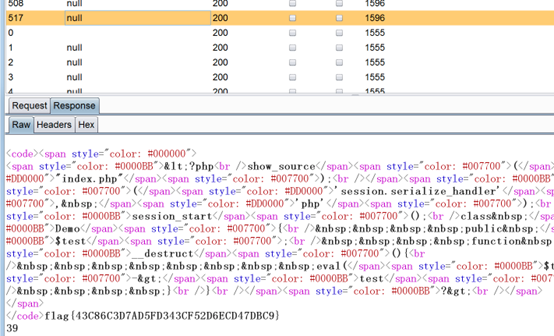 508 null 200 1596
517 null 200 1596
0 200 1555
1 null 200 1555
2 null 200 1555
3 null 200 1555
4 null 200 1555
Request Response
Raw Headers Hex
<code><span style="color: #000000">
<span style="color: #0000BB">&lt;?php<br />show_source</span><span style="color: #007700">(</span>
#DD0000">"index.php"</span><span style="color: #007700">);<br /></span><span style="color: #0000BB
style="color: #007700">(</span><span style="color: #DD0000">'session.serialize_handler'</span><s
#007700">,&nbsp;</span><span style="color: #DD0000">'php'</span><span style="color: #007700">);<br
style="color: #0000BB">session_start</span><span style="color: #007700">();<br />class&nbsp;</sp
#0000BB">Demo</span><span style="color: #007700">{<br />&nbsp;&nbsp;&nbsp;&nbsp;public&nbsp;</s
#0000BB">$test</span><span style="color: #007700">;<br />&nbsp;&nbsp;&nbsp;&nbsp;function&nbsp
style="color: #0000BB">__destruct</span><span style="color: #007700">(){<br
/>&nbsp;&nbsp;&nbsp;&nbsp;&nbsp;&nbsp;&nbsp;&nbsp;eval(</span><span style="color: #0000BB">$t
style="color: #007700">-&gt;</span><span style="color: #0000BB">test</span><span style="color: #
/>&nbsp;&nbsp;&nbsp;&nbsp;}<br />}<br /></span><span style="color: #0000BB">?&gt;<br /></span>
</span>
</code>flag{43C86C3D7AD5FD343CF52D6ECD47DBC9}
39